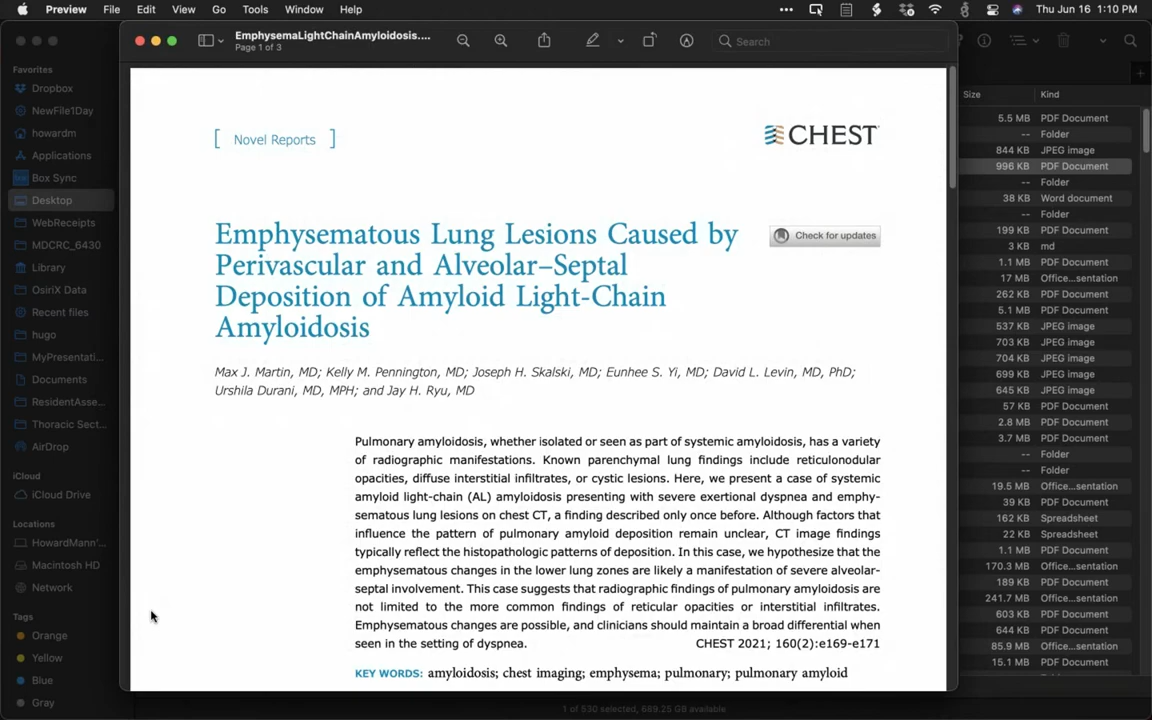 Preview File Edit View Go Tools Window Help Thu Jun 16 1:10 PM
EmphysemaLightChainAmyloidosis....
Page 1 of 3
Search
Favorites
Dropbox
NewFile1Day
howardm
Applications
Box Sync
Desktop
WebReceipts
MDCRC_6430
Library
OsiriX Data
Recent files
hugo
MyPresentati...
Documents
ResidentAsse...
Thoracic Sect...
AirDrop
iCloud
iCloud Drive
Locations
HowardMann'...
Macintosh HD
Network
Tags
Orange
Yellow
Blue
Gray
[ Novel Reports ]
CHEST
Emphysematous Lung Lesions Caused by
Perivascular and Alveolar–Septal
Deposition of Amyloid Light-Chain
Amyloidosis
Check for updates
Max J. Martin, MD; Kelly M. Pennington, MD; Joseph H. Skalski, MD; Eunhee S. Yi, MD; David L. Levin, MD, PhD;
Urshila Durani, MD, MPH; and Jay H. Ryu, MD
Pulmonary amyloidosis, whether isolated or seen as part of systemic amyloidosis, has a variety
of radiographic manifestations. Known parenchymal lung findings include reticulonodular
opacities, diffuse interstitial infiltrates, or cystic lesions. Here, we present a case of systemic
amyloid light-chain (AL) amyloidosis presenting with severe exertional dyspnea and emphy-
sematous lung lesions on chest CT, a finding described only once before. Although factors that
influence the pattern of pulmonary amyloid deposition remain unclear, CT image findings
typically reflect the histopathologic patterns of deposition. In this case, we hypothesize that the
emphysematous changes in the lower lung zones are likely a manifestation of severe alveolar-
septal involvement. This case suggests that radiographic findings of pulmonary amyloidosis are
not limited to the more common findings of reticular opacities or interstitial infiltrates.
Emphysematous changes are possible, and clinicians should maintain a broad differential when
seen in the setting of dyspnea. CHEST 2021; 160(2):e169-e171
KEY WORDS: amyloidosis; chest imaging; emphysema; pulmonary; pulmonary amyloid
Size Kind
5.5 MB PDF Document
-- Folder
844 KB JPEG image
996 KB PDF Document
-- Folder
38 KB Word document
-- Folder
199 KB PDF Document
3 KB md
1.1 MB PDF Document
17 MB Office...sentation
262 KB PDF Document
5.1 MB PDF Document
537 KB JPEG image
703 KB JPEG image
704 KB JPEG image
699 KB JPEG image
645 KB JPEG image
57 KB PDF Document
2.8 MB PDF Document
3.7 MB PDF Document
-- Folder
-- Folder
19.5 MB Office...sentation
39 KB PDF Document
162 KB Spreadsheet
22 KB Spreadsheet
1.1 MB PDF Document
170.3 MB Office...sentation
189 KB PDF Document
241.7 MB Office...sentation
603 KB PDF Document
644 KB PDF Document
85.9 MB Office...sentation
15.1 MB PDF Document
1 of 530 selected, 689.25 GB available